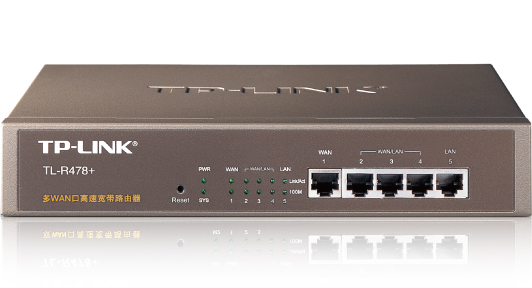 TP-LINK
TP-LINK®
TL-R478+
多WAN口高速宽带路由器
Reset
PWR WAN WAN/LAN LAN
Link/Act
100M
SYS 1 2 3 4 5
WAN WAN/LAN LAN
1 2 3 4 5